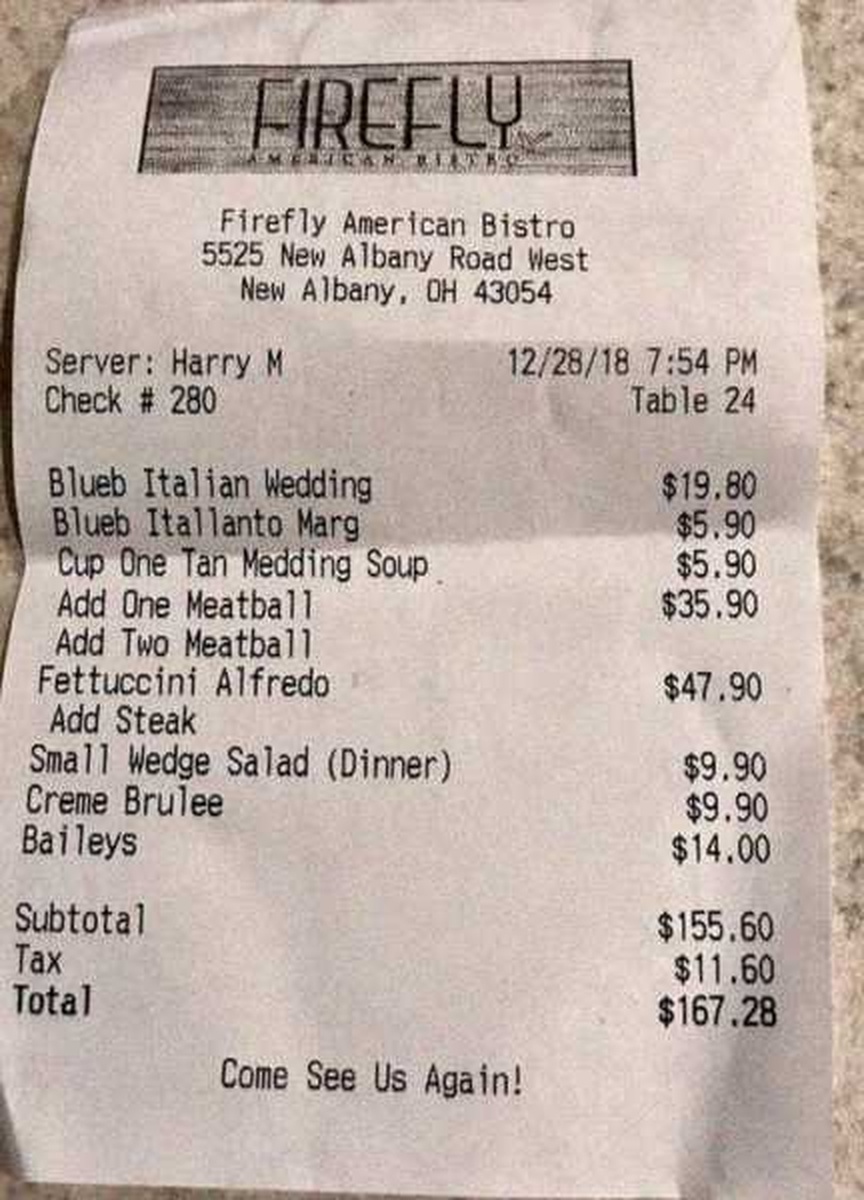 FIREFLY
AMERICAN BISTRO
Firefly American Bistro
5525 New Albany Road West
New Albany, OH 43054
Server: Harry M 12/28/18 7:54 PM
Check # 280 Table 24
Blueb Italian Wedding $19.80
Blueb Itallanto Marg $5.90
Cup One Tan Medding Soup $5.90
Add One Meatball $35.90
Add Two Meatball
Fettuccini Alfredo $47.90
Add Steak
Small Wedge Salad (Dinner) $9.90
Creme Brulee $9.90
Baileys $14.00
Subtotal $155.60
Tax $11.60
Total $167.28
Come See Us Again!